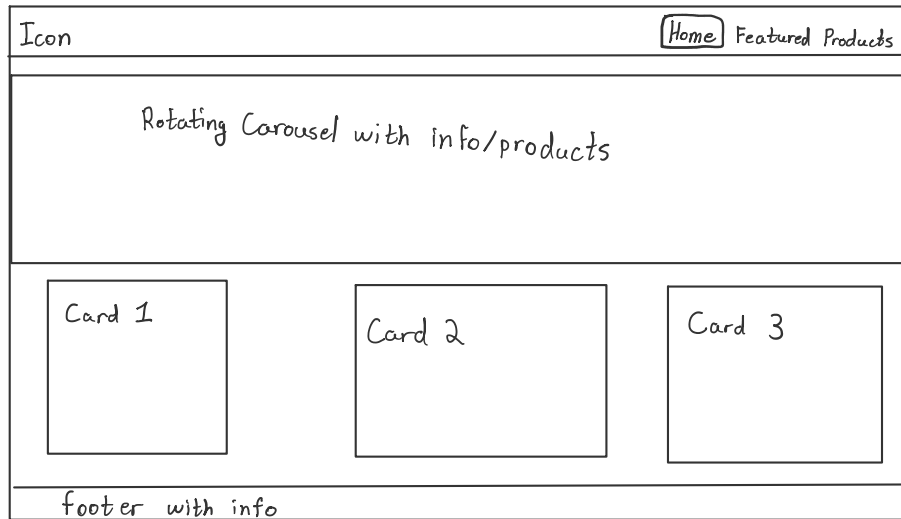 Icon
Home Featured Products
Rotating Carousel with info/products
Card 1
Card 2
Card 3
footer with info